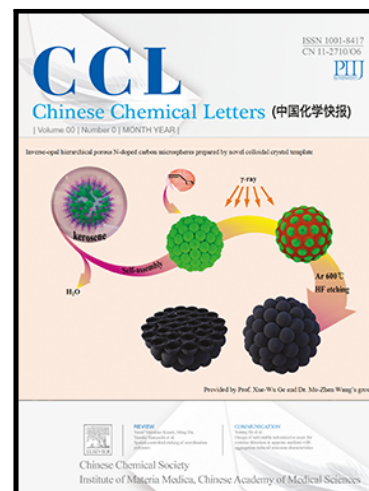 ISSN 1001-8417
CN 11-2710/O6
CCL
PIIJ
Chinese Chemical Letters (中国化学快报)
| Volume 00 | Number 0 | MONTH YEAR |
Inverse-opal hierarchical porous N-doped carbon microspheres prepared by novel colloidal crystal template
γ-ray
kerosene
Self-assembly
H₂O
Ar 600℃
HF etching
Provided by Prof. Xue-Wu Ge and Dr. Mo-Zhen Wang's group
ELSEVIER
REVIEW
COMMUNICATION
Chinese Chemical Society
Institute of Materia Medica, Chinese Academy of Medical Sciences